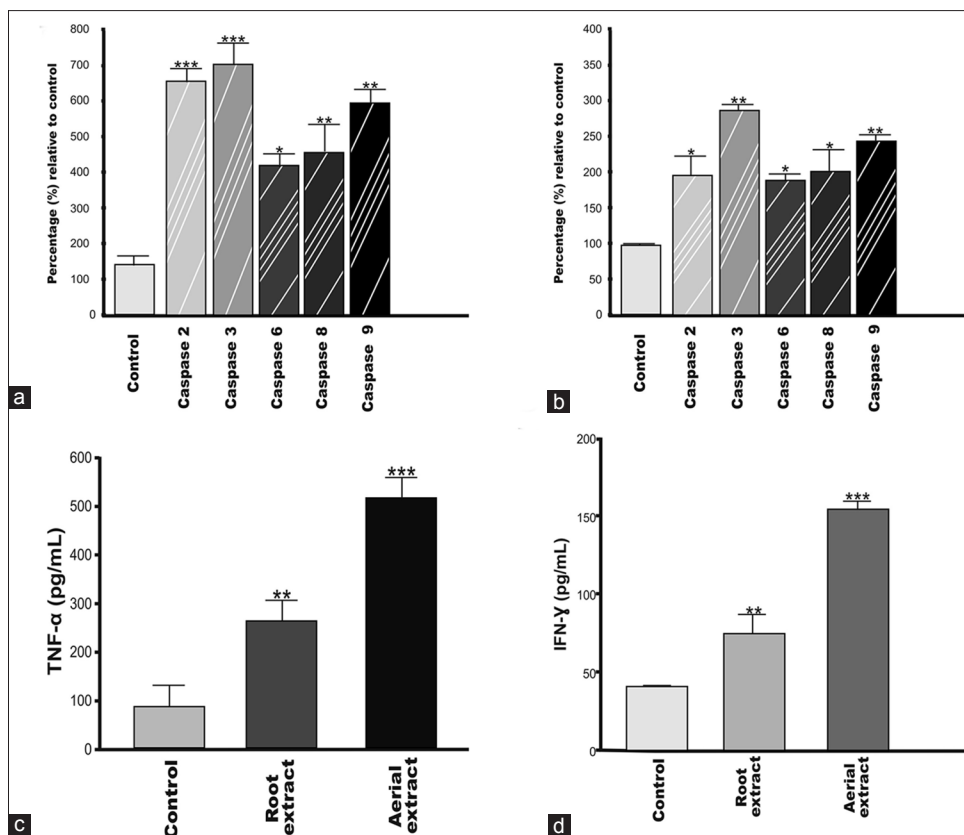 Percentage (%) relative to control
800
700
600
500
400
300
200
100
0
***
***
*
**
**
Control
Caspase 2
Caspase 3
Caspase 6
Caspase 8
Caspase 9
a
Percentage (%) relative to control
400
350
300
250
200
150
100
50
0
*
**
*
*
**
Control
Caspase 2
Caspase 3
Caspase 6
Caspase 8
Caspase 9
b
TNF-α (pg/mL)
600
500
400
300
200
100
0
**
***
Control
Root
extract
Aerial
extract
c
IFN-Ɣ (pg/mL)
200
150
100
50
0
**
***
Control
Root
extract
Aerial
extract
d